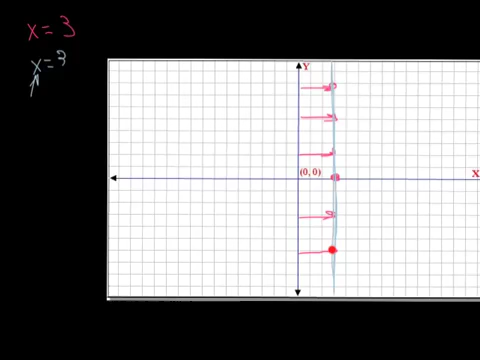 x = 3
x = 3
Y
(0, 0)
X